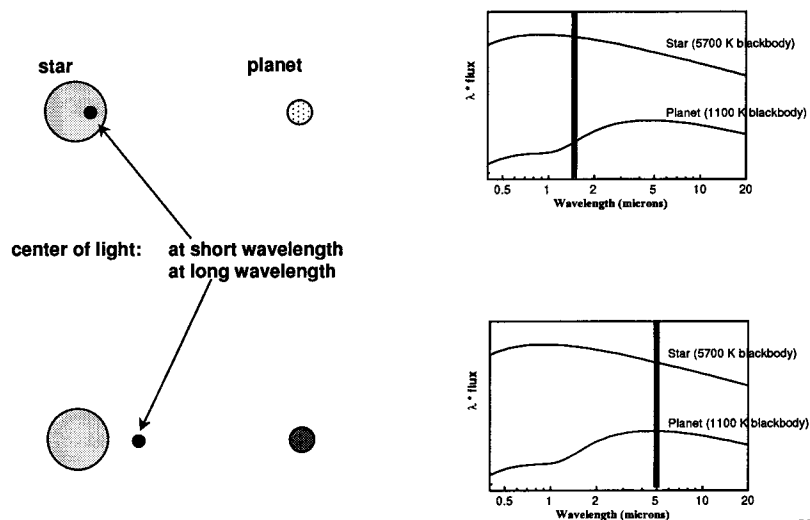 star
planet
center of light: at short wavelength
at long wavelength
λ * flux
Star (5700 K blackbody)
Planet (1100 K blackbody)
0.5 1 2 5 10 20
Wavelength (microns)
λ * flux
Star (5700 K blackbody)
Planet (1100 K blackbody)
0.5 1 2 5 10 20
Wavelength (microns)